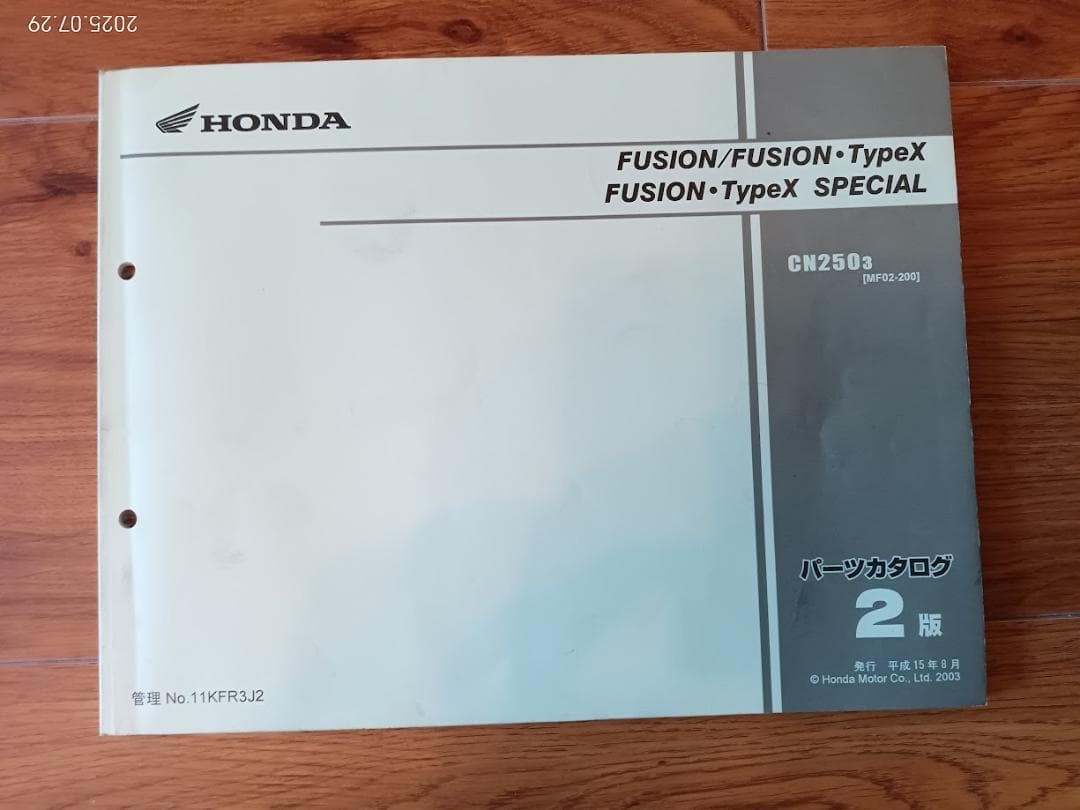 2025.07.29
HONDA
FUSION/FUSION・TypeX
FUSION・TypeX SPECIAL
CN2503
[MF02-200]
パーツカタログ
2版
発行 平成15年8月
© Honda Motor Co., Ltd. 2003
管理 No.11KFR3J2